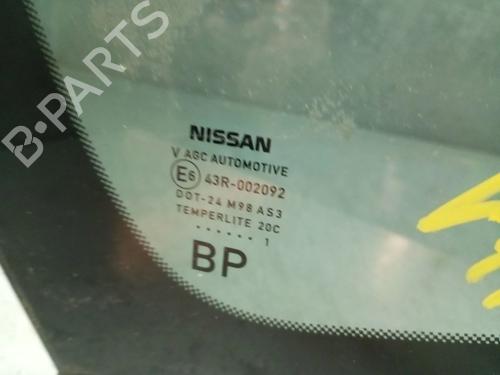 B-PARTS
NISSAN
V AGC AUTOMOTIVE
E6 43R-002092
DOT-24 M98 AS3
TEMPERLITE 20C
...... 1
BP